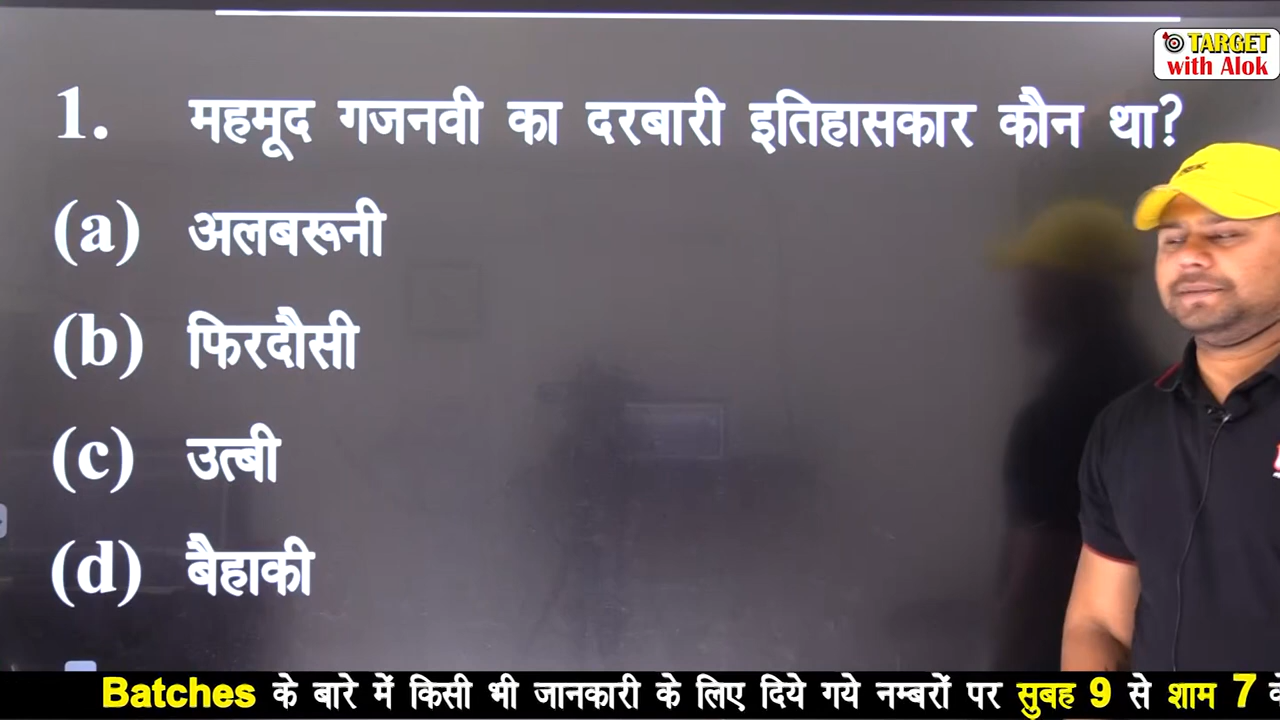 TARGET
with Alok
1. महमूद गजनवी का दरबारी इतिहासकार कौन था?
(a) अलबरूनी
(b) फिरदौसी
(c) उत्बी
(d) बैहाकी
Batches के बारे में किसी भी जानकारी के लिए दिये गये नम्बरों पर सुबह 9 से शाम 7